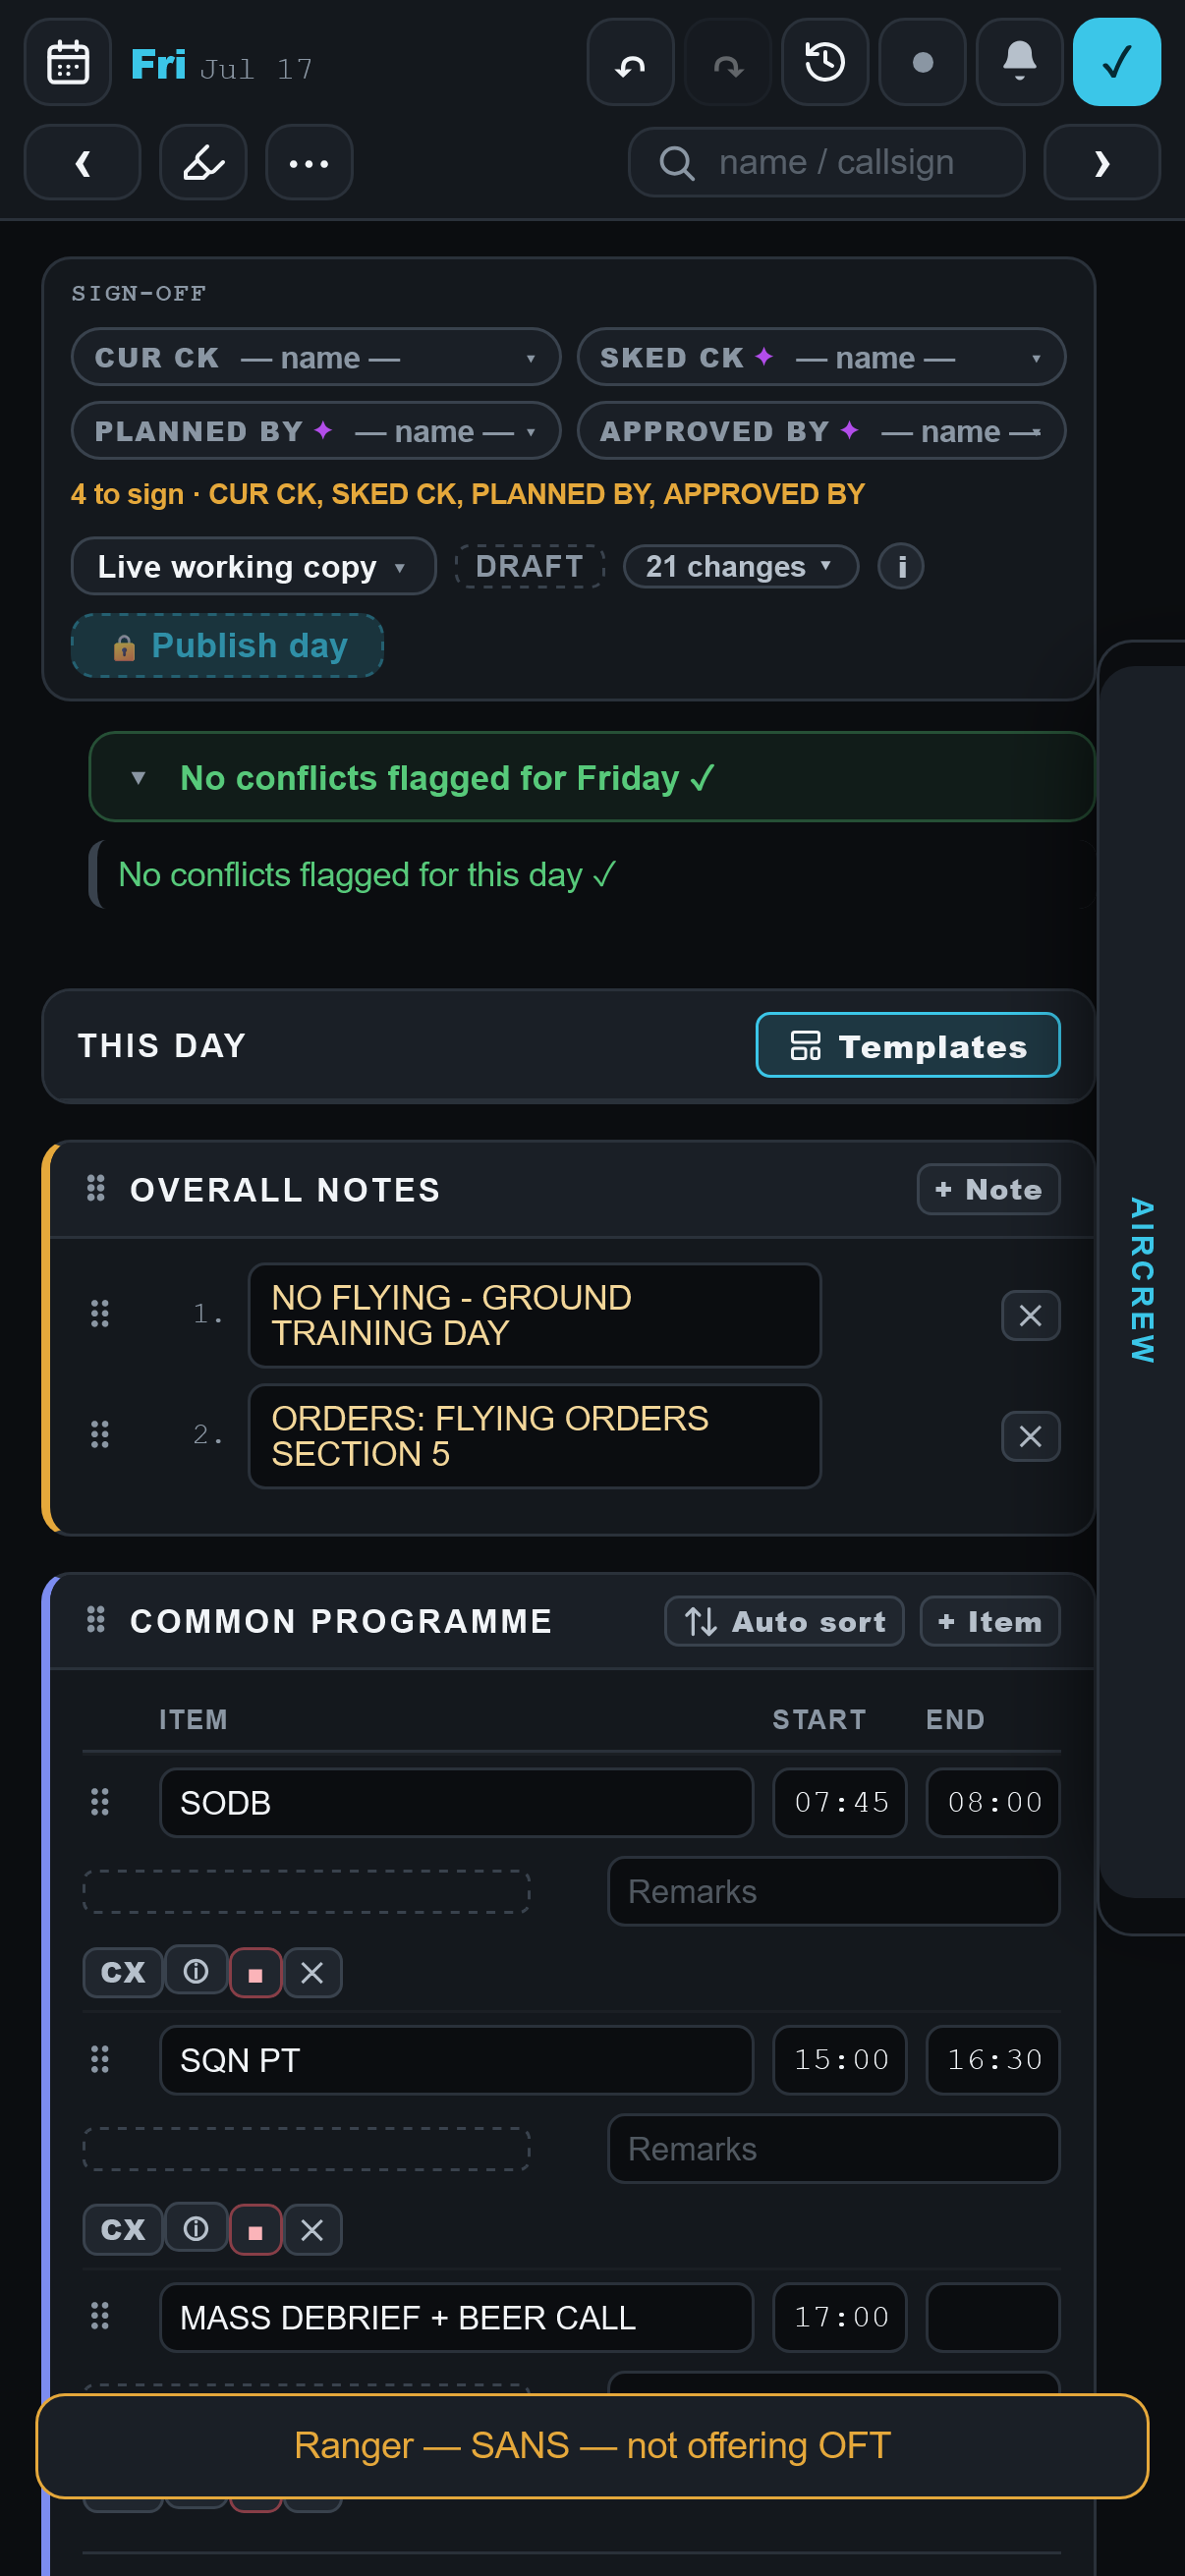 Fri Jul 17
name / callsign
SIGN-OFF
CUR CK — name —
SKED CK — name —
PLANNED BY — name —
APPROVED BY — name —
4 to sign · CUR CK, SKED CK, PLANNED BY, APPROVED BY
Live working copy
DRAFT
21 changes
i
Publish day
No conflicts flagged for Friday ✓
No conflicts flagged for this day ✓
THIS DAY
Templates
OVERALL NOTES
+ Note
1. NO FLYING - GROUND
TRAINING DAY
2. ORDERS: FLYING ORDERS
SECTION 5
COMMON PROGRAMME
Auto sort
+ Item
ITEM START END
SODB 07:45 08:00
Remarks
CX
SQN PT 15:00 16:30
Remarks
CX
MASS DEBRIEF + BEER CALL 17:00
Ranger — SANS — not offering OFT
AIRCREW